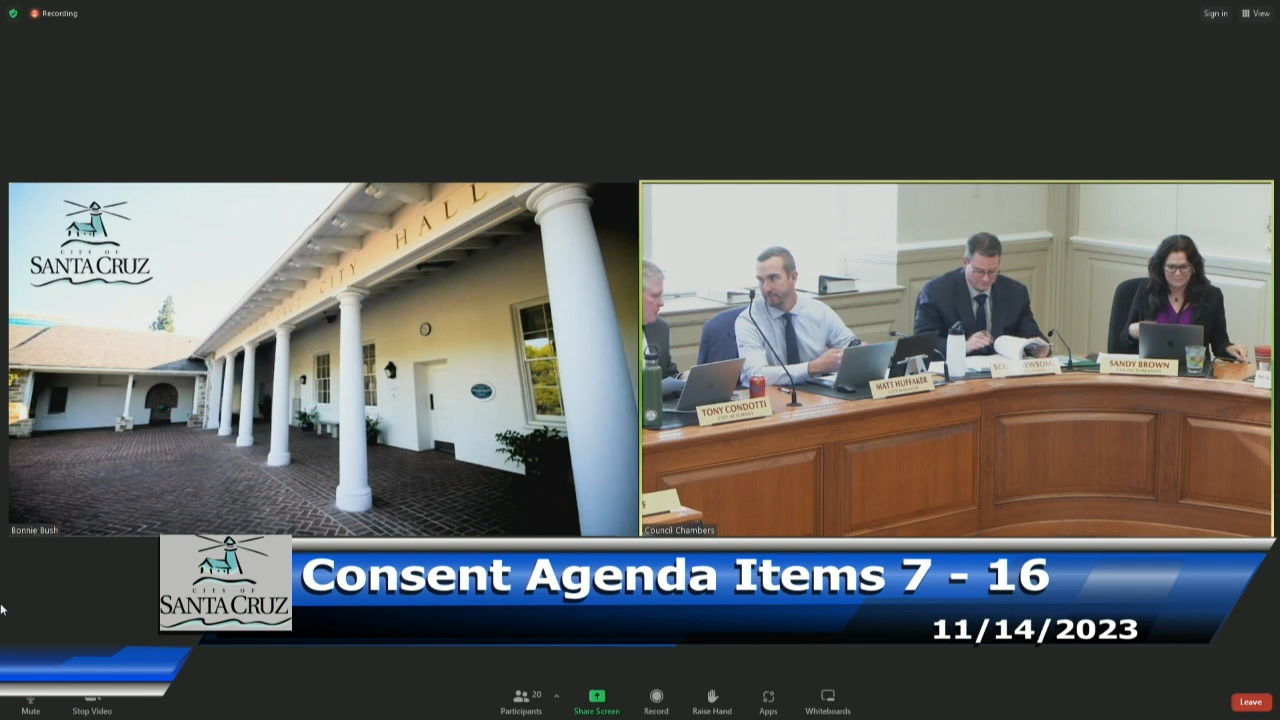 Recording
Sign in
View
CITY OF
SANTA CRUZ
CITY HALL
Bonnie Bush
TONY CONDOTTI
CITY ATTORNEY
MATT HUFFAKER
CITY MANAGER
SANDY BROWN
Council Chambers
CITY OF
SANTA CRUZ
Consent Agenda Items 7 - 16
11/14/2023
Mute
Stop Video
20
Participants
Share Screen
Record
Raise Hand
Apps
Whiteboards
Leave